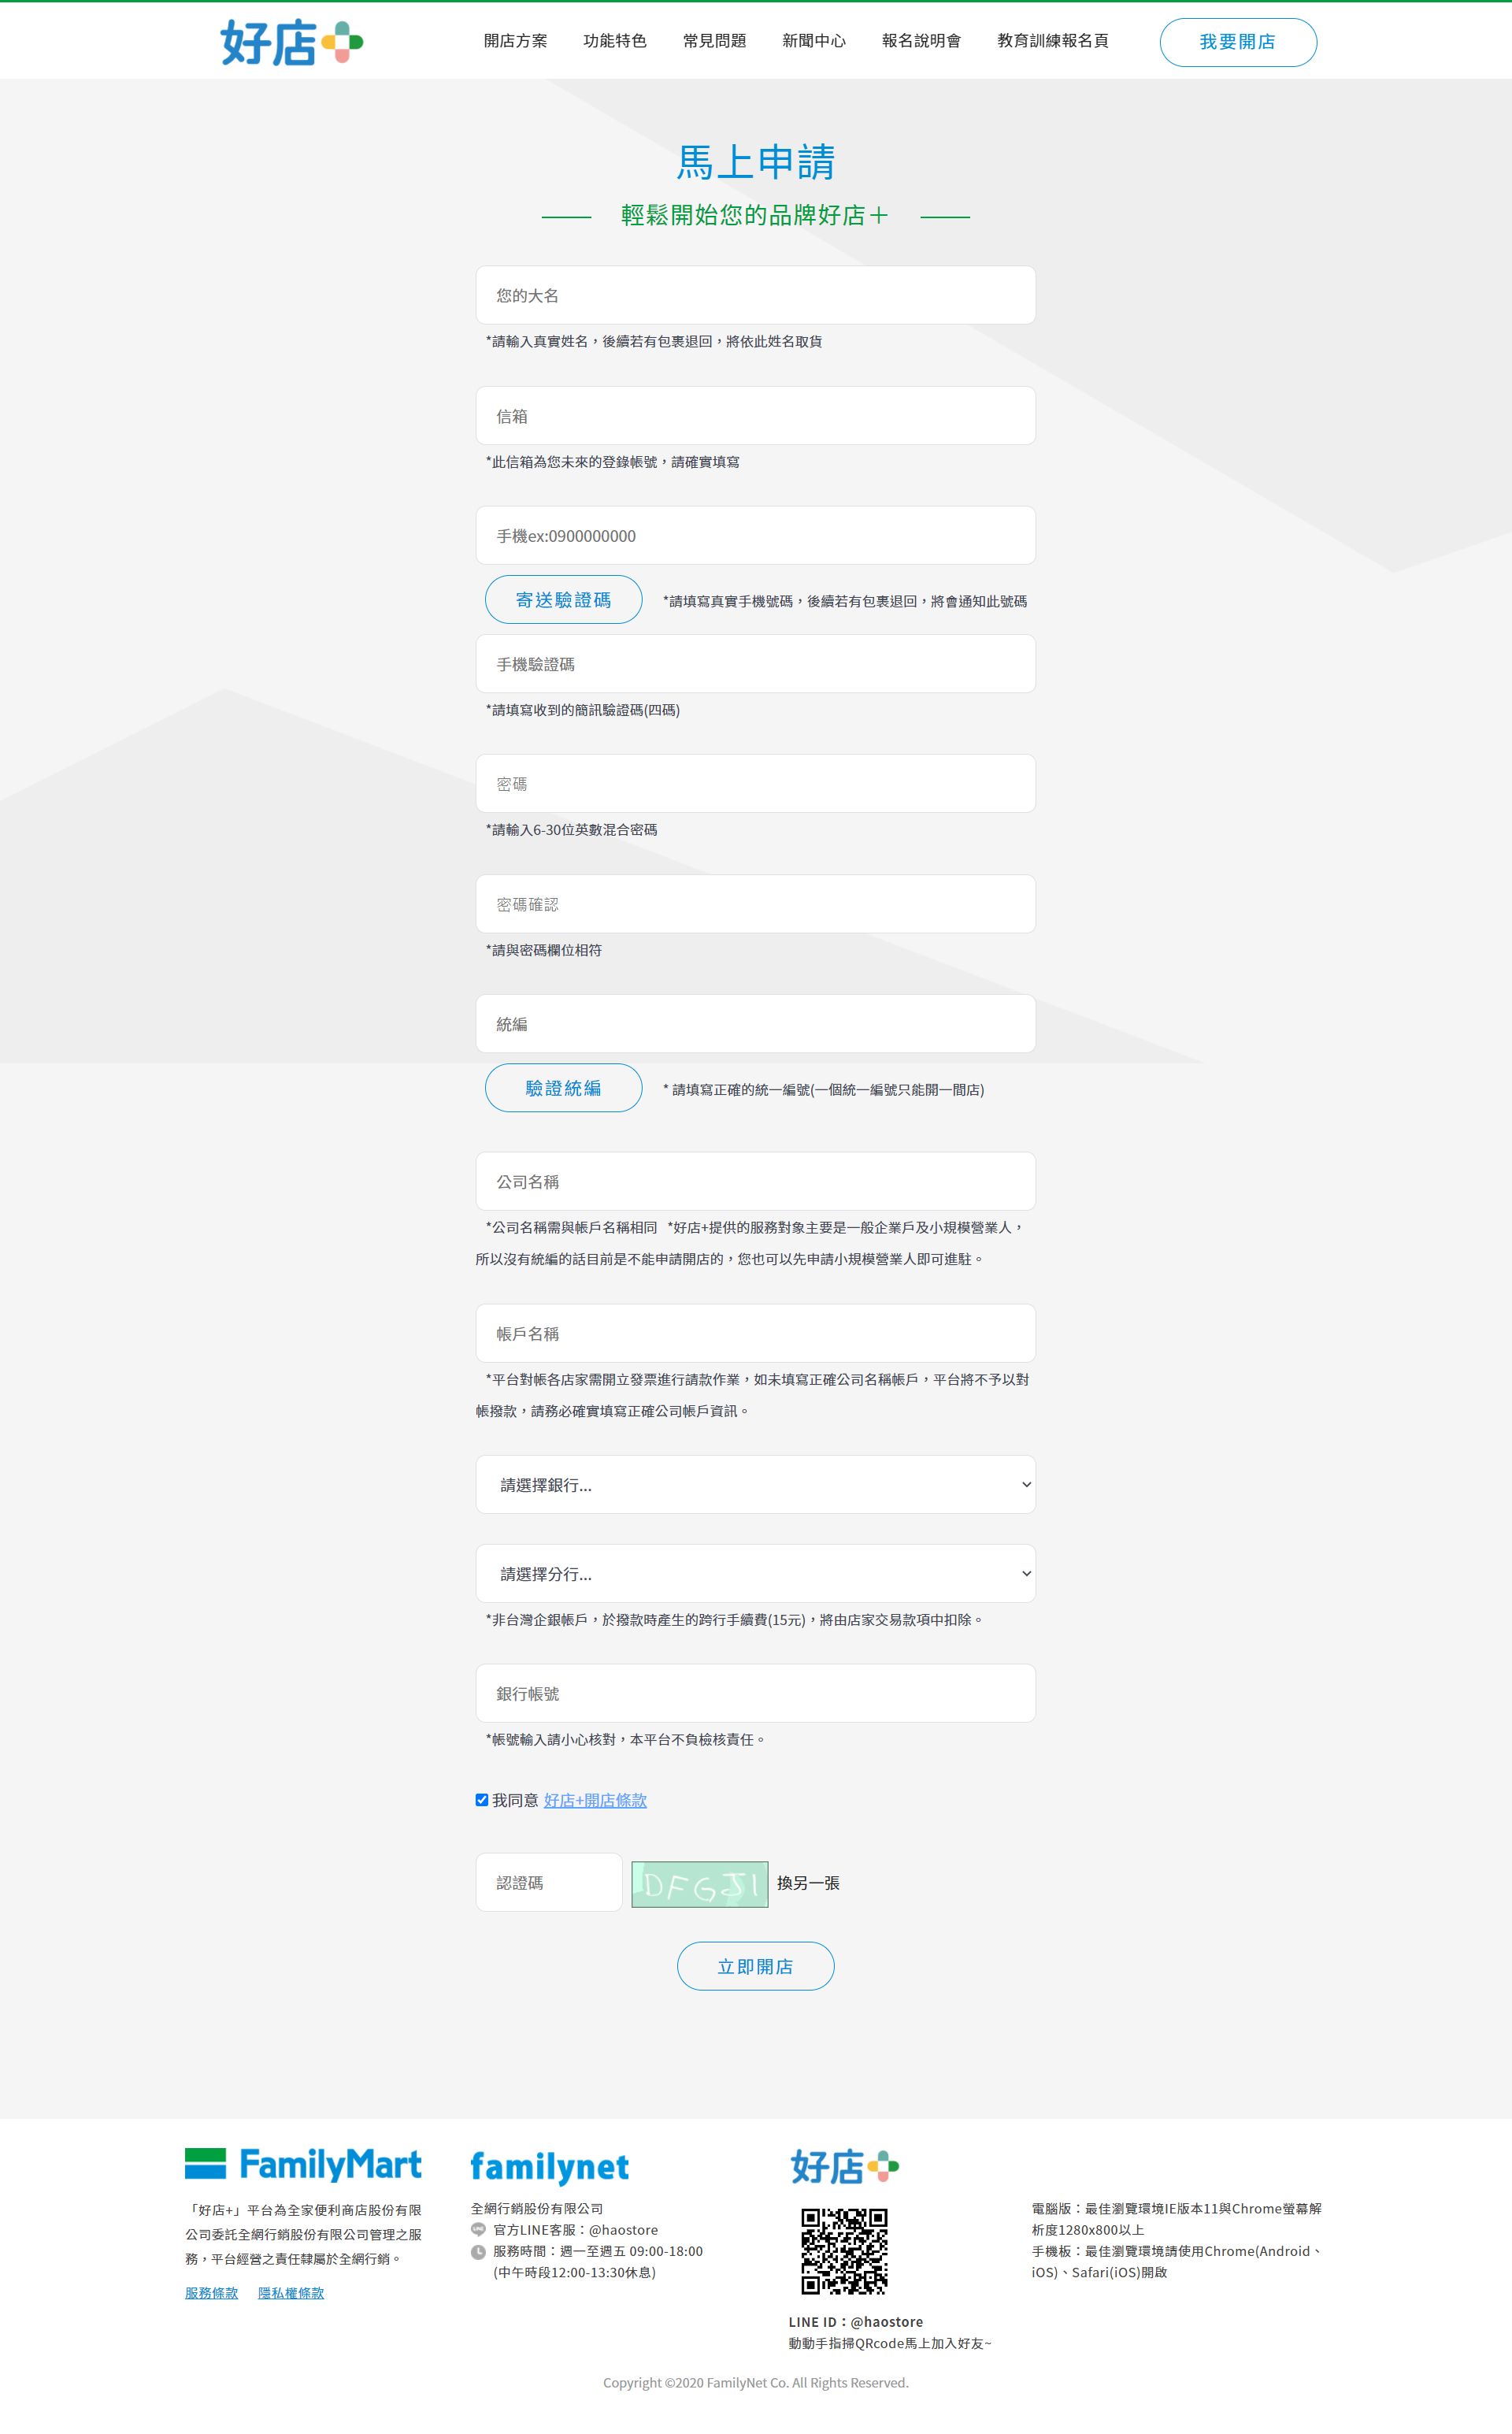 好店
開店方案 功能特色 常見問題 新聞中心 報名說明會 教育訓練報名頁 我要開店
馬上申請
輕鬆開始您的品牌好店＋
您的大名
*請輸入真實姓名，後續若有包裹退回，將依此姓名取貨
信箱
*此信箱為您未來的登錄帳號，請確實填寫
手機ex:0900000000
寄送驗證碼 *請填寫真實手機號碼，後續若有包裹退回，將會通知此號碼
手機驗證碼
*請填寫收到的簡訊驗證碼(四碼)
密碼
*請輸入6-30位英數混合密碼
密碼確認
*請與密碼欄位相符
統編
驗證統編 * 請填寫正確的統一編號(一個統一編號只能開一間店)
公司名稱
*公司名稱需與帳戶名稱相同 *好店+提供的服務對象主要是一般企業戶及小規模營業人，
所以沒有統編的話目前是不能申請開店的，您也可以先申請小規模營業人即可進駐。
帳戶名稱
*平台對帳各店家需開立發票進行請款作業，如未填寫正確公司名稱帳戶，平台將不予以對
帳撥款，請務必確實填寫正確公司帳戶資訊。
請選擇銀行...
請選擇分行...
*非台灣企銀帳戶，於撥款時產生的跨行手續費(15元)，將由店家交易款項中扣除。
銀行帳號
*帳號輸入請小心核對，本平台不負檢核責任。
我同意 好店+開店條款
認證碼 DFGJ1 換另一張
立即開店
FamilyMart
「好店+」平台為全家便利商店股份有限
公司委託全網行銷股份有限公司管理之服
務，平台經營之責任隸屬於全網行銷。
服務條款 隱私權條款
familynet
全網行銷股份有限公司
官方LINE客服：@haostore
服務時間：週一至週五 09:00-18:00
(中午時段12:00-13:30休息)
好店
LINE ID：@haostore
動動手指掃QRcode馬上加入好友~
電腦版：最佳瀏覽環境IE版本11與Chrome螢幕解
析度1280x800以上
手機板：最佳瀏覽環境請使用Chrome(Android、
iOS)、Safari(iOS)開啟
Copyright ©2020 FamilyNet Co. All Rights Reserved.